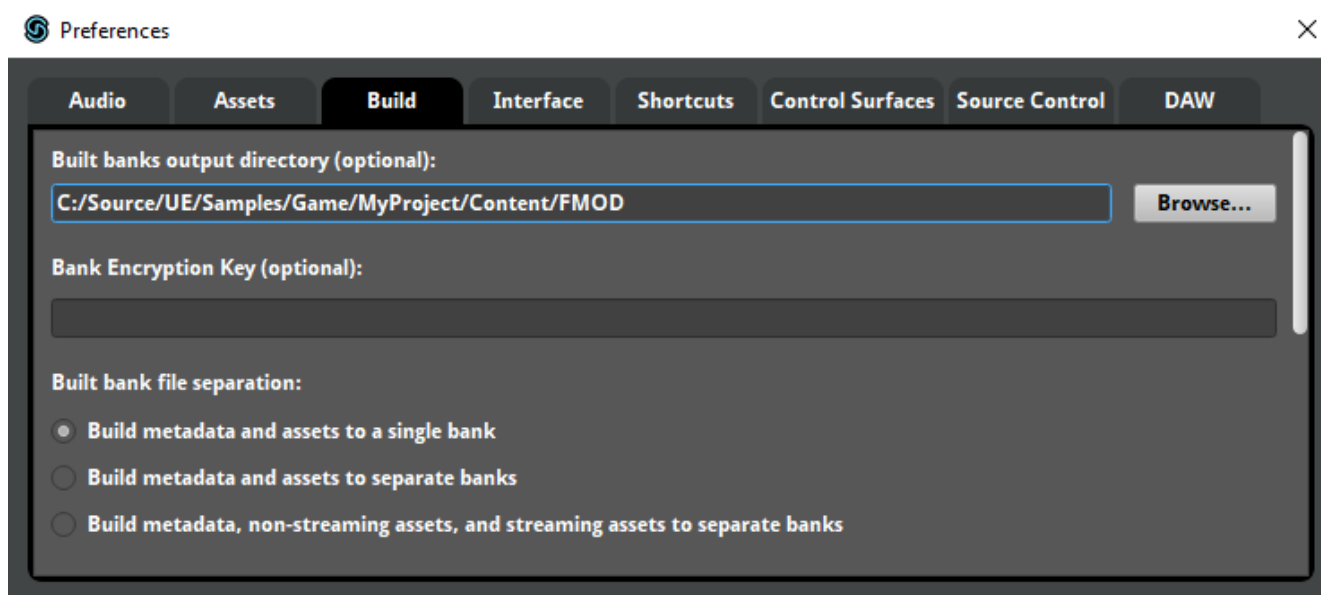 Preferences
Audio Assets Build Interface Shortcuts Control Surfaces Source Control DAW
Built banks output directory (optional):
C:/Source/UE/Samples/Game/MyProject/Content/FMOD Browse...
Bank Encryption Key (optional):
Built bank file separation:
Build metadata and assets to a single bank
Build metadata and assets to separate banks
Build metadata, non-streaming assets, and streaming assets to separate banks